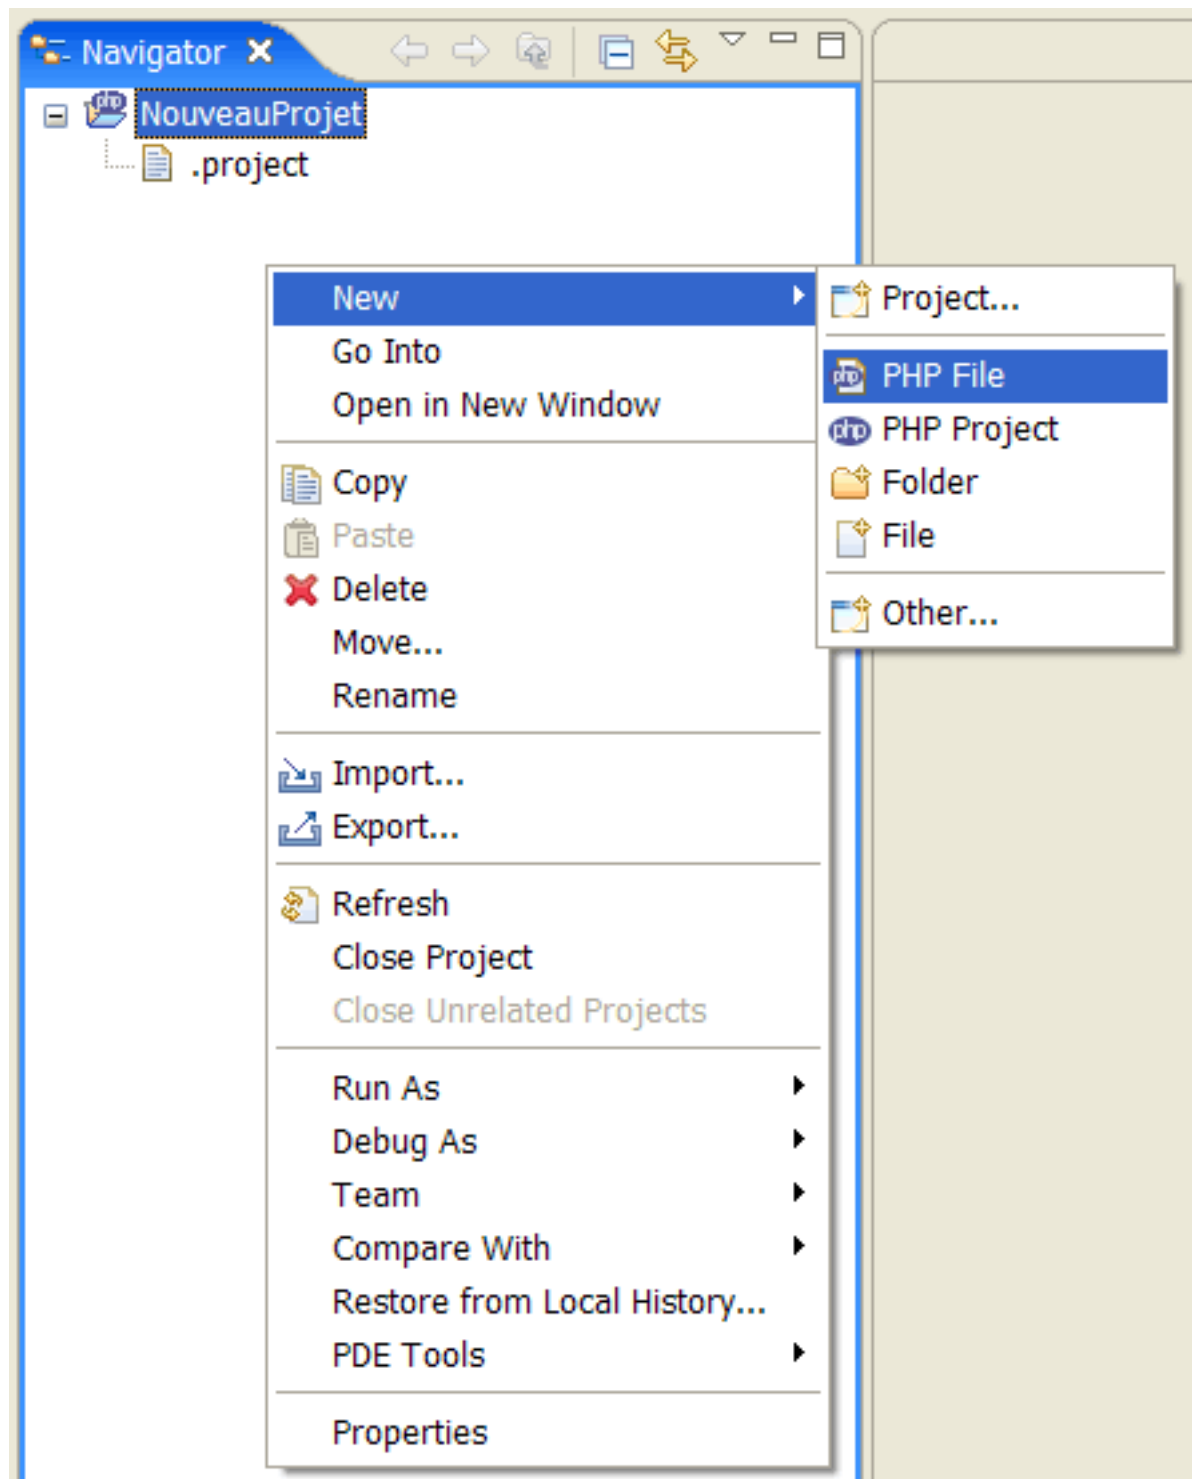 Navigator
NouveauProjet
.project
New
Go Into
Open in New Window
Copy
Paste
Delete
Move...
Rename
Import...
Export...
Refresh
Close Project
Close Unrelated Projects
Run As
Debug As
Team
Compare With
Restore from Local History...
PDE Tools
Properties
Project...
php PHP File
php PHP Project
Folder
File
Other...